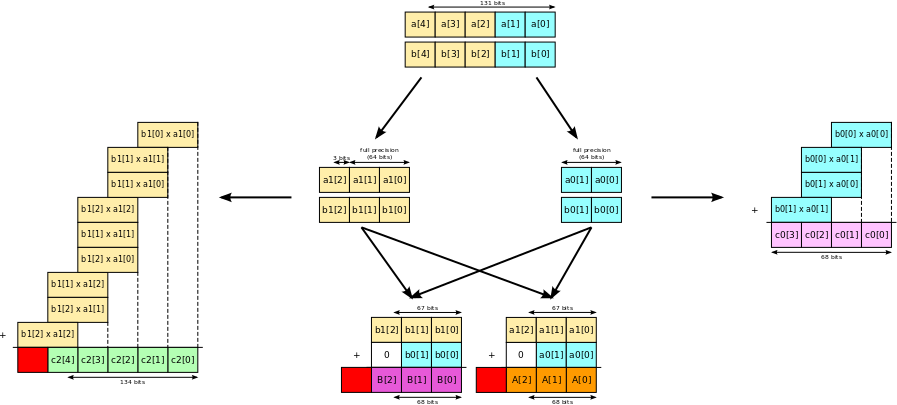 131 bits
a[4] a[3] a[2] a[1] a[0]
b[4] b[3] b[2] b[1] b[0]
b1[0] x a1[0]
b1[1] x a1[1]
b1[1] x a1[0]
b1[2] x a1[2]
b1[1] x a1[1]
b1[2] x a1[0]
b1[1] x a1[2]
b1[2] x a1[1]
+ b1[2] x a1[2]
c2[4] c2[3] c2[2] c2[1] c2[0]
134 bits
full precision
3 bits (64 bits)
a1[2] a1[1] a1[0]
b1[2] b1[1] b1[0]
full precision
(64 bits)
a0[1] a0[0]
b0[1] b0[0]
b0[0] x a0[0]
b0[0] x a0[1]
b0[1] x a0[0]
+ b0[1] x a0[1]
c0[3] c0[2] c0[1] c0[0]
68 bits
67 bits
b1[2] b1[1] b1[0]
+ 0 b0[1] b0[0]
B[2] B[1] B[0]
68 bits
67 bits
a1[2] a1[1] a1[0]
+ 0 a0[1] a0[0]
A[2] A[1] A[0]
68 bits